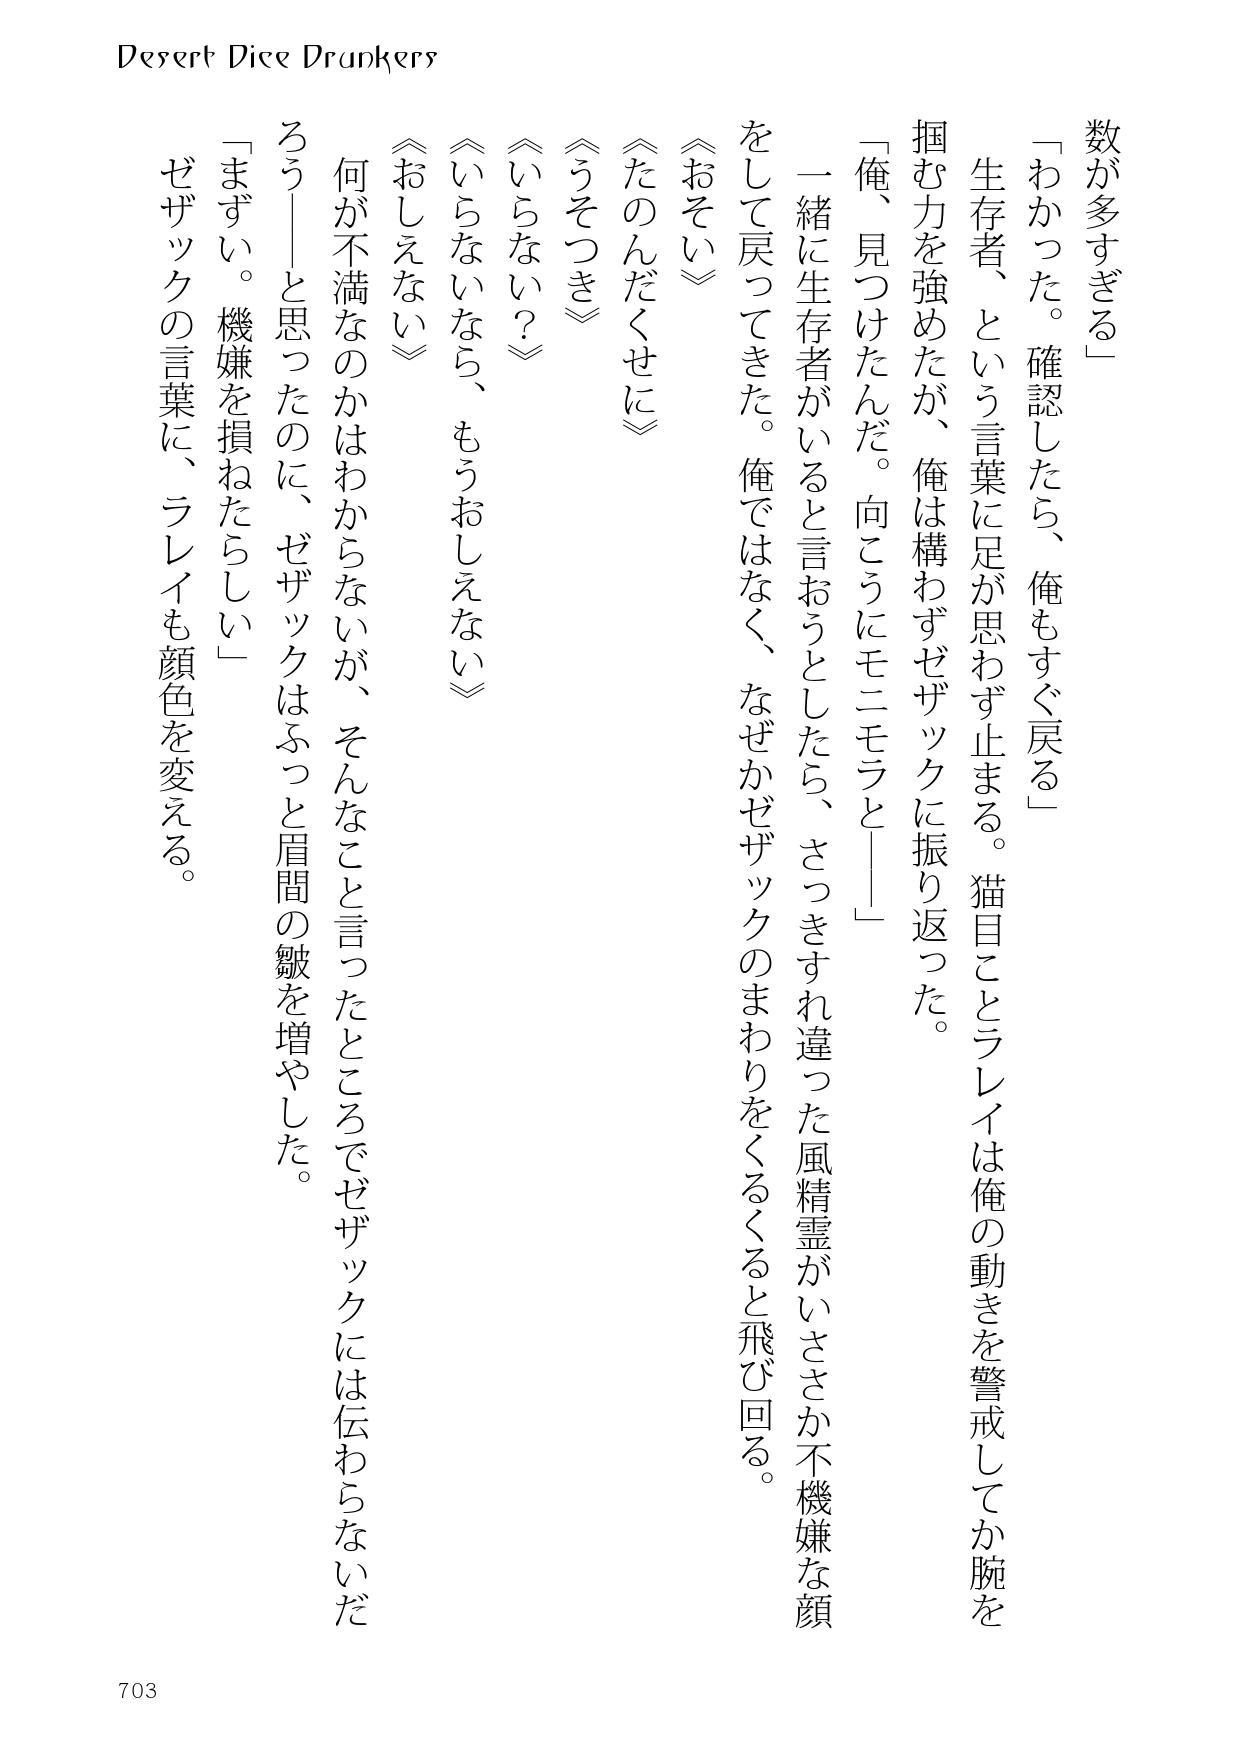 Desert Dice Drunkers
数が多すぎる」
「わかった。確認したら、俺もすぐ戻る」
生存者、という言葉に足が思わず止まる。猫目ことラレイは俺の動きを警戒してか腕を
掴む力を強めたが、俺は構わずゼザックに振り返った。
「俺、見つけたんだ。向こうにモニモラと――」
一緒に生存者がいると言おうとしたら、さっきすれ違った風精霊がいささか不機嫌な顔
をして戻ってきた。俺ではなく、なぜかゼザックのまわりをくるくると飛び回る。
《おそい》
《たのんだくせに》
《うそつき》
《いらない？》
《いらないなら、もうおしえない》
《おしえない》
何が不満なのかはわからないが、そんなこと言ったところでゼザックには伝わらないだ
ろう――と思ったのに、ゼザックはふっと眉間の皺を増やした。
「まずい。機嫌を損ねたらしい」
ゼザックの言葉に、ラレイも顔色を変える。
703